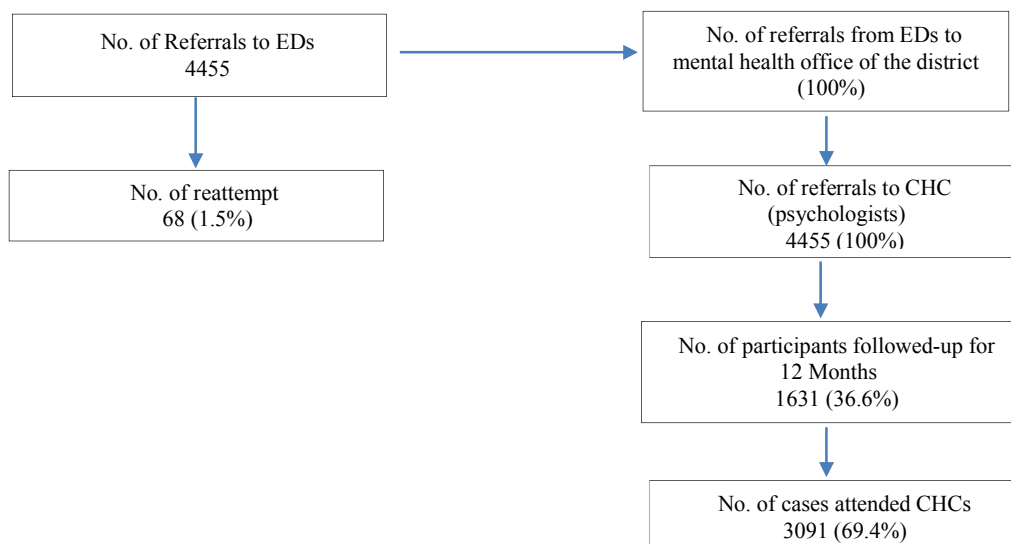 No. of Referrals to EDs
4455
No. of referrals from EDs to
mental health office of the district
(100%)
No. of reattempt
68 (1.5%)
No. of referrals to CHC
(psychologists)
4455 (100%)
No. of participants followed-up for
12 Months
1631 (36.6%)
No. of cases attended CHCs
3091 (69.4%)